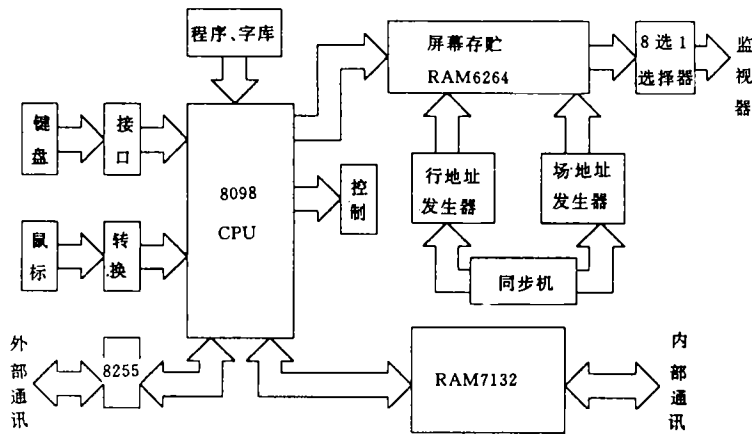 程序、字库
屏幕存贮
RAM6264
8选1
选择器
监视器
键盘
接口
8098
CPU
控制
行地址
发生器
场地址
发生器
鼠标
转换
同步机
外部通讯
8255
RAM7132
内部通讯